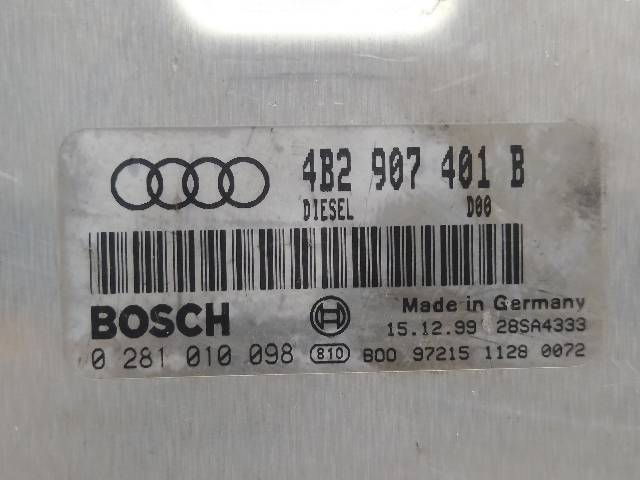 4B2 907 401 B
DIESEL D00
BOSCH
Made in Germany
15.12.99 28SA4333
0 281 010 098 810 B00 97215 1128 0072